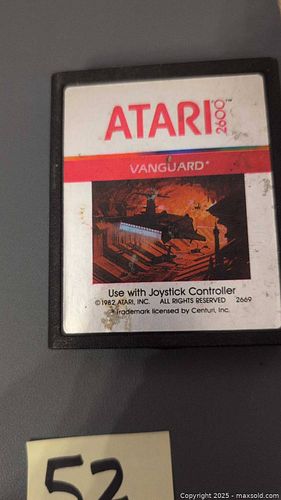 ATARI 2600™
VANGUARD*
Use with Joystick Controller
©1982 ATARI, INC. ALL RIGHTS RESERVED 2669
*Trademark licensed by Centuri, Inc.
52
Copyright © 2025 - maxsold.com